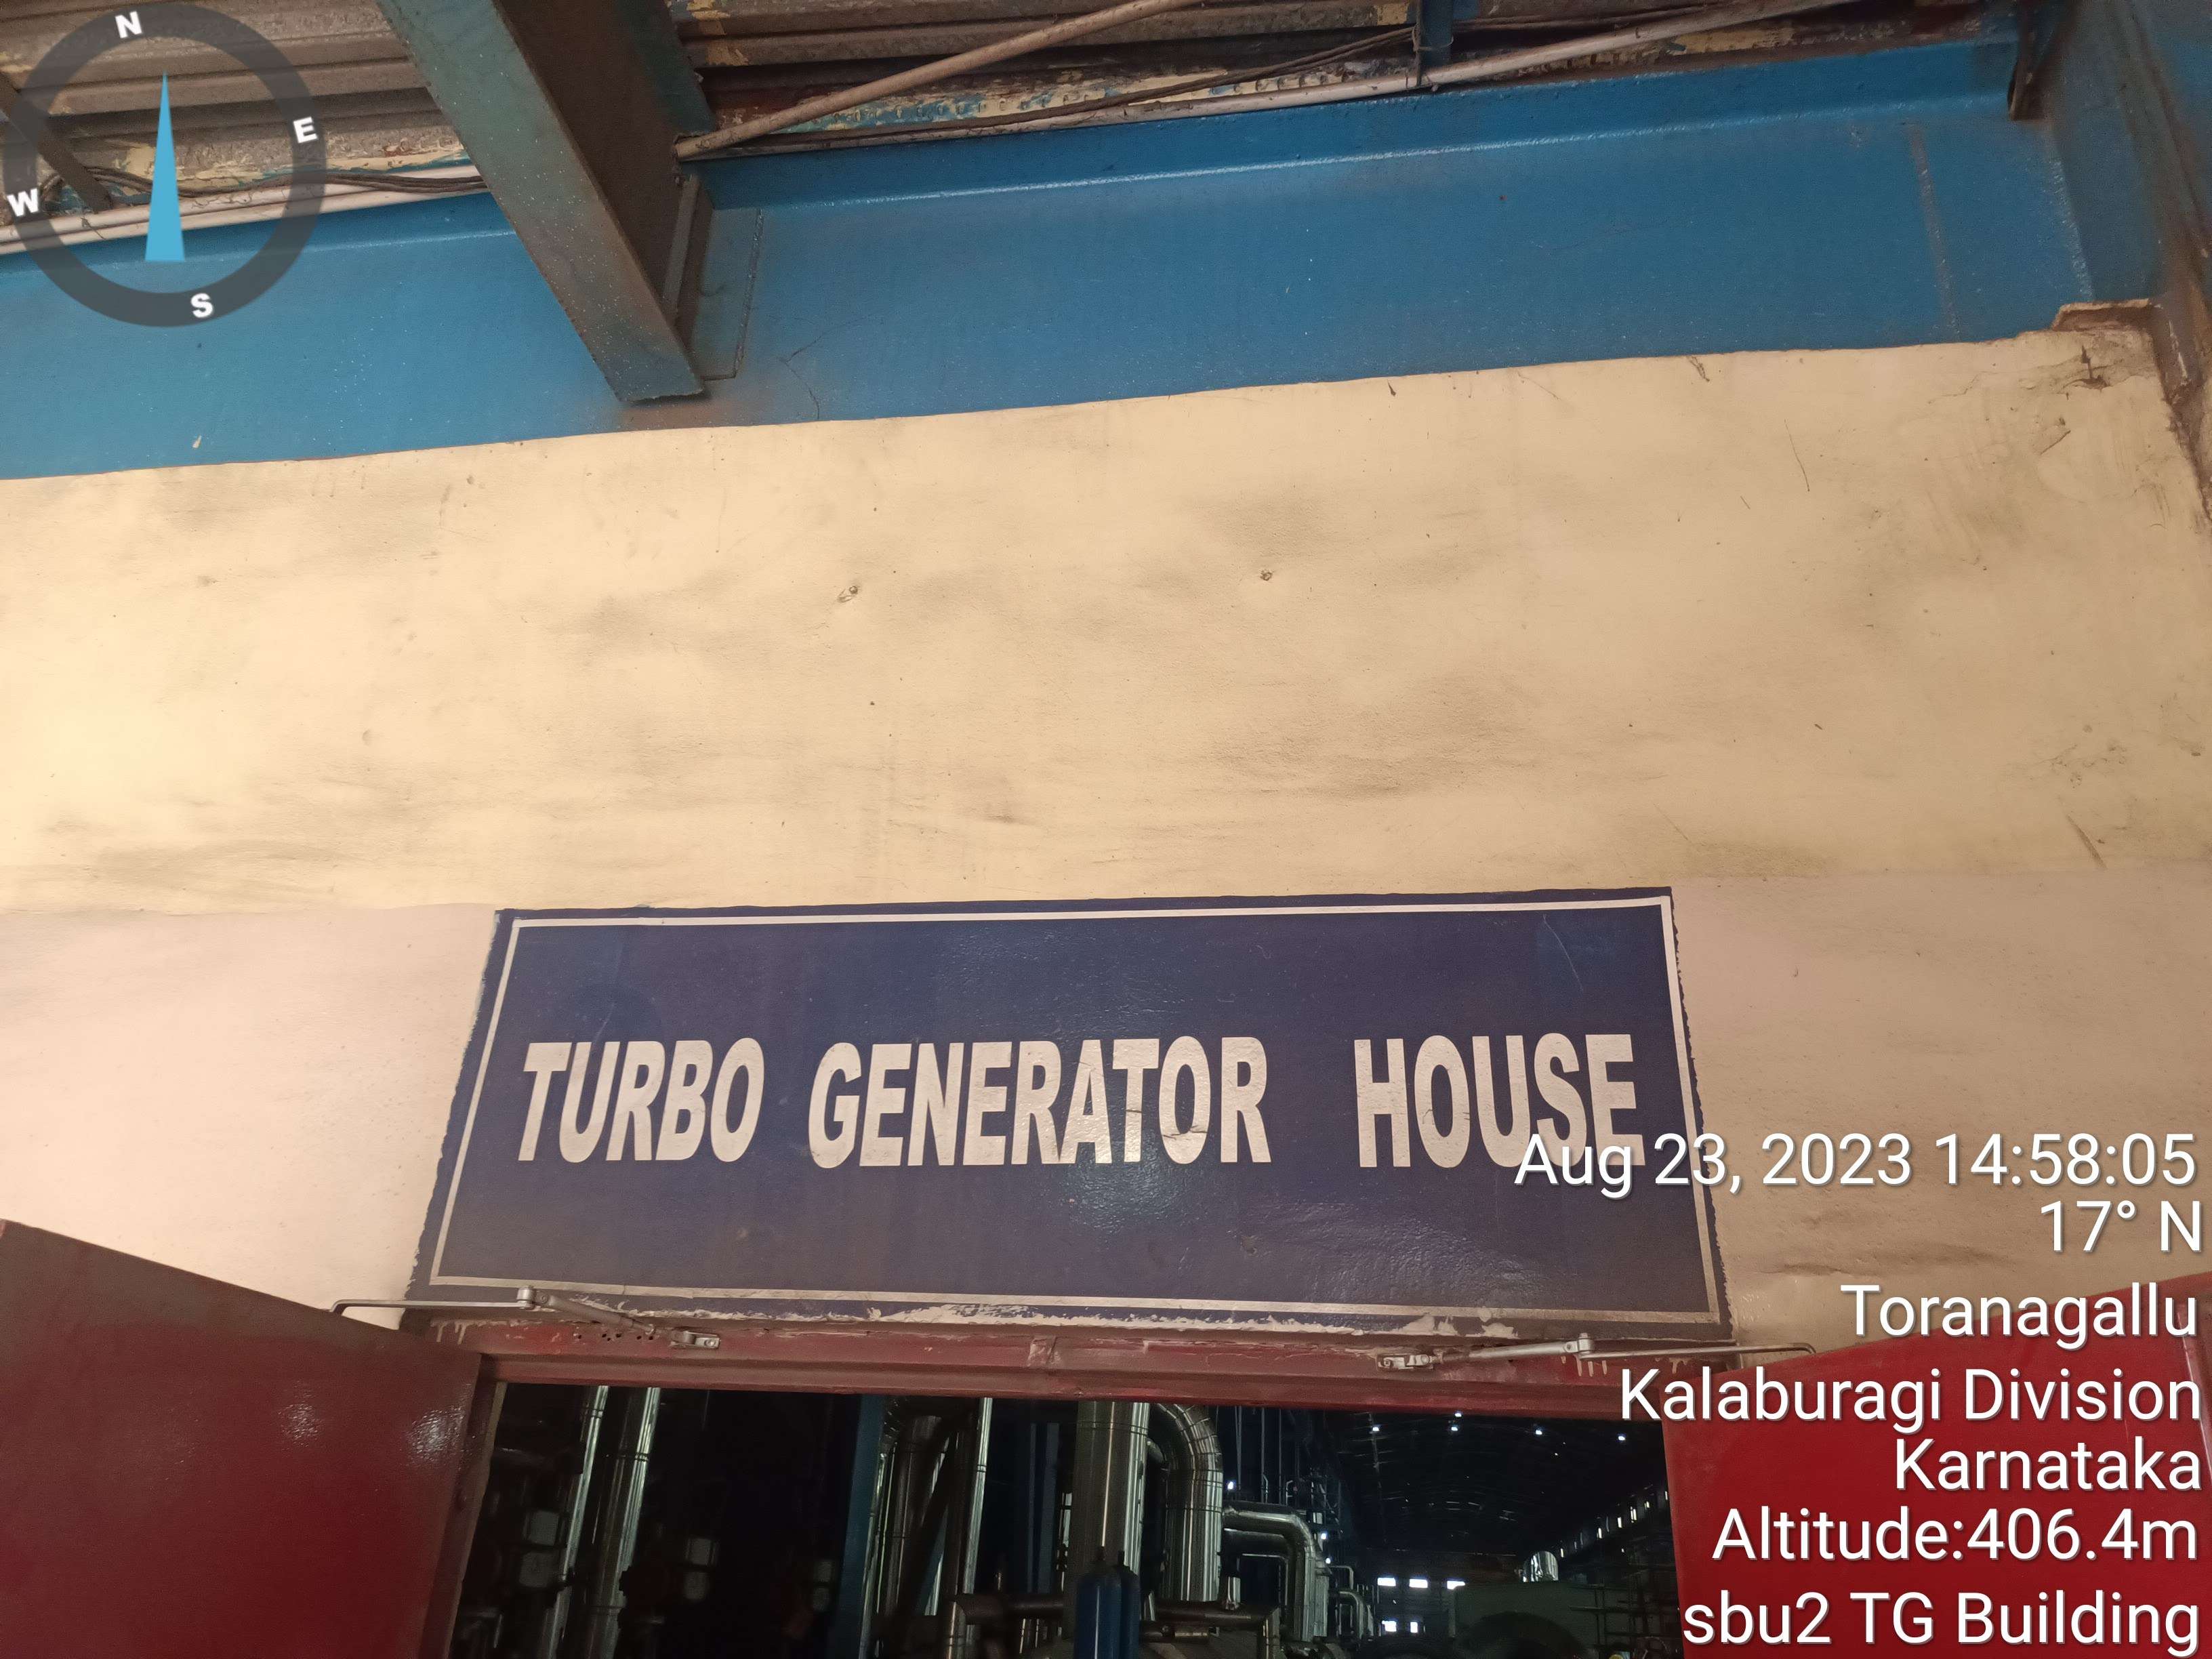 N
E
W
S
TURBO GENERATOR HOUSE
Aug 23, 2023 14:58:05
17° N
Toranagallu
Kalaburagi Division
Karnataka
Altitude:406.4m
sbu2 TG Building